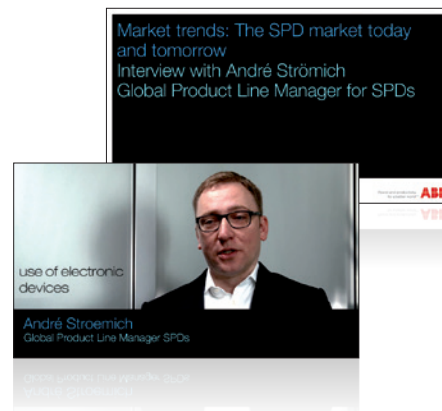 Market trends: The SPD market today
and tomorrow
Interview with André Strömich
Global Product Line Manager for SPDs
ABB
use of electronic
devices
André Stroemich
Global Product Line Manager SPDs